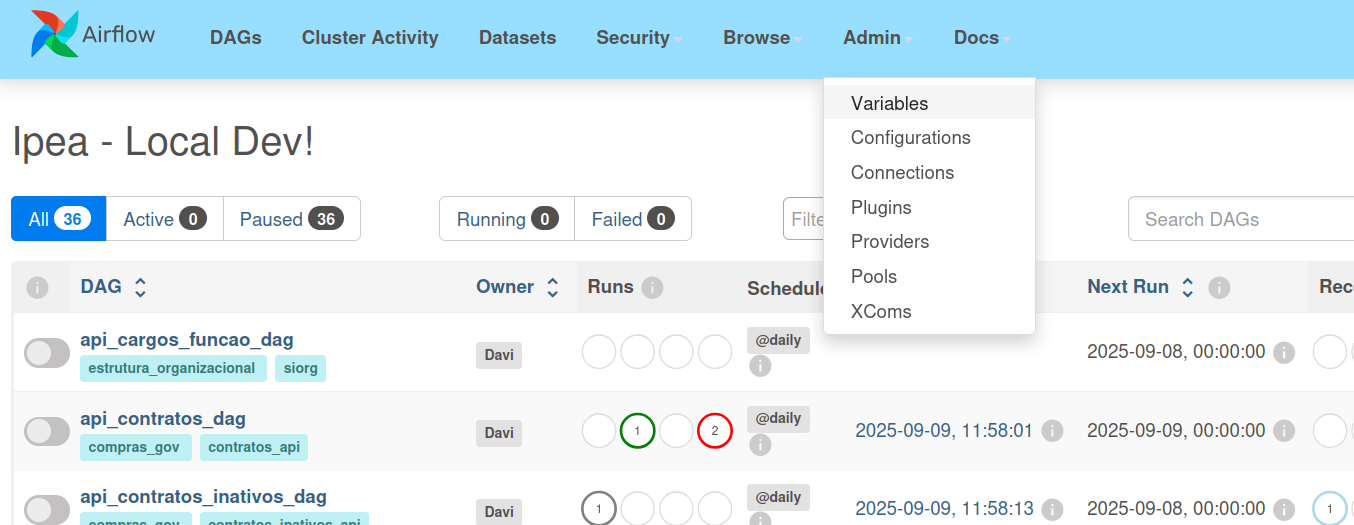 Airflow DAGs Cluster Activity Datasets Security Browse Admin Docs
Variables
Configurations
Connections
Plugins
Providers
Pools
XComs
Ipea - Local Dev!
All 36 Active 0 Paused 36 Running 0 Failed 0 Filte Search DAGs
i DAG Owner Runs i Schedule Next Run i Rec
api_cargos_funcao_dag
estrutura_organizacional siorg
Davi
@daily
i
2025-09-08, 00:00:00 i
api_contratos_dag
compras_gov contratos_api
Davi
1 2
@daily
i
2025-09-09, 11:58:01 i
2025-09-09, 00:00:00 i
api_contratos_inativos_dag
compras_gov contratos_inativos_api
Davi
1
@daily
i
2025-09-09, 11:58:13 i
2025-09-08, 00:00:00 i
1